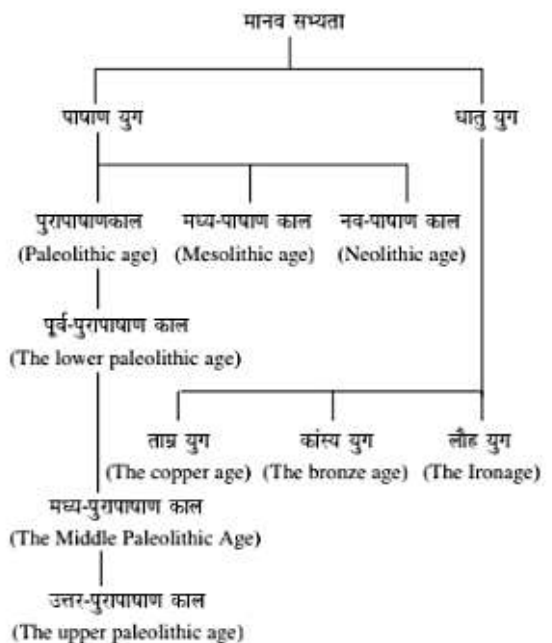 मानव सभ्यता
पाषाण युग
धातु युग
पुरापाषाणकाल
(Paleolithic age)
मध्य-पाषाण काल
(Mesolithic age)
नव-पाषाण काल
(Neolithic age)
पूर्व-पुरापाषाण काल
(The lower paleolithic age)
ताम्र युग
(The copper age)
कांस्य युग
(The bronze age)
लौह युग
(The Ironage)
मध्य-पुरापाषाण काल
(The Middle Paleolithic Age)
उत्तर-पुरापाषाण काल
(The upper paleolithic age)